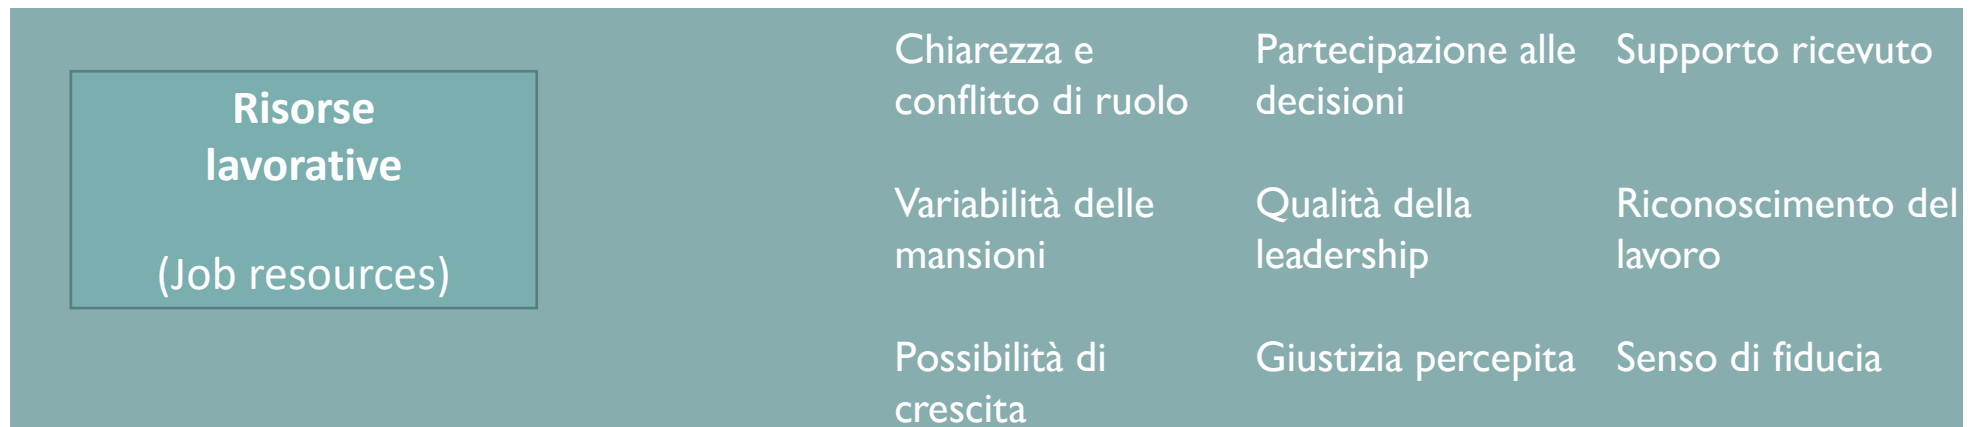 Risorse
lavorative
(Job resources)
Chiarezza e
conflitto di ruolo
Partecipazione alle
decisioni
Supporto ricevuto
Variabilità delle
mansioni
Qualità della
leadership
Riconoscimento del
lavoro
Possibilità di
crescita
Giustizia percepita
Senso di fiducia